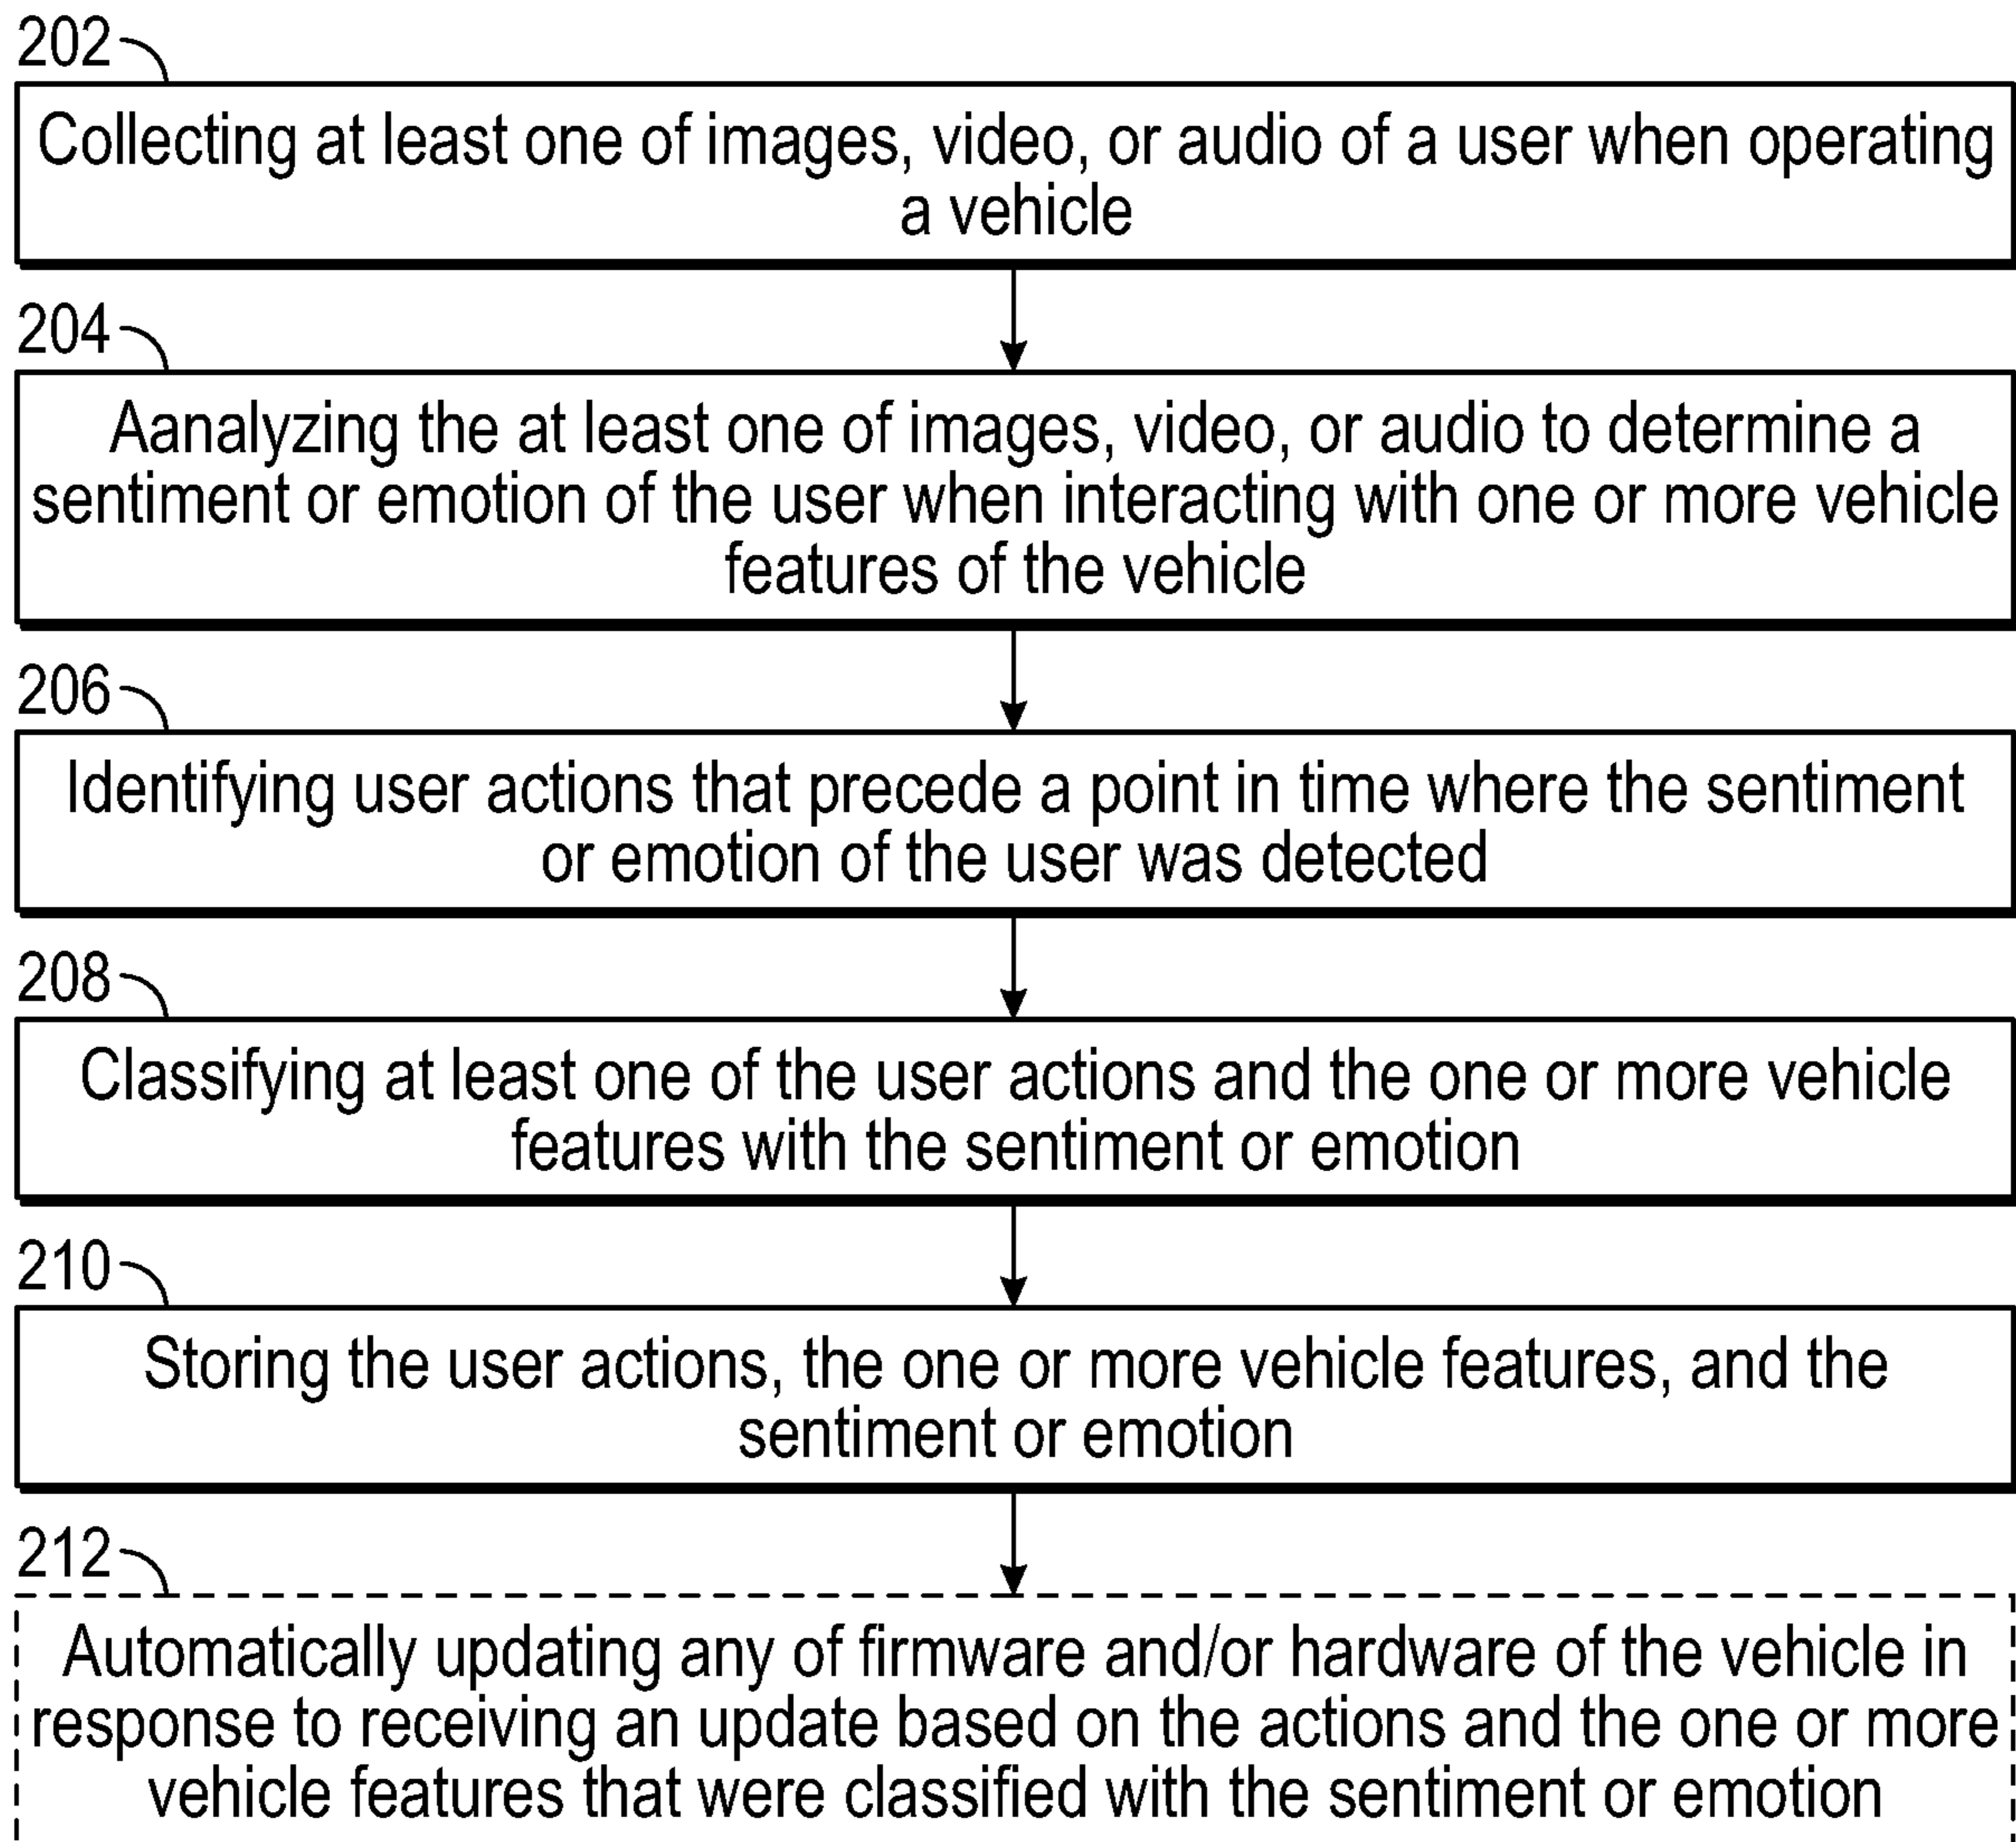 202
Collecting at least one of images, video, or audio of a user when operating
a vehicle
204
Aanalyzing the at least one of images, video, or audio to determine a
sentiment or emotion of the user when interacting with one or more vehicle
features of the vehicle
206
Identifying user actions that precede a point in time where the sentiment
or emotion of the user was detected
208
Classifying at least one of the user actions and the one or more vehicle
features with the sentiment or emotion
210
Storing the user actions, the one or more vehicle features, and the
sentiment or emotion
212
Automatically updating any of firmware and/or hardware of the vehicle in
response to receiving an update based on the actions and the one or more
vehicle features that were classified with the sentiment or emotion